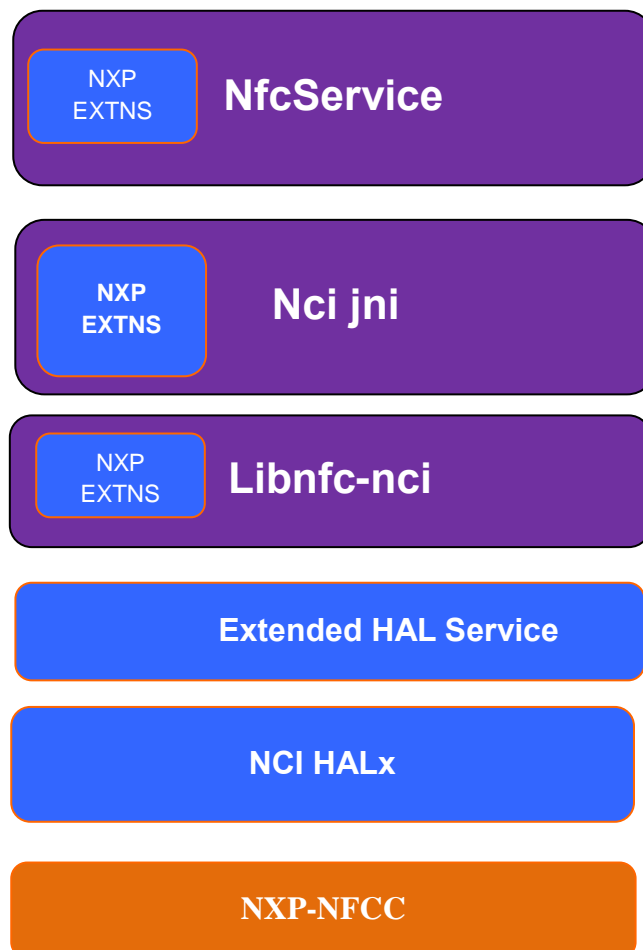 NXP
EXTNS
NfcService
NXP
EXTNS
Nci jni
NXP
EXTNS
Libnfc-nci
Extended HAL Service
NCI HALx
NXP-NFCC